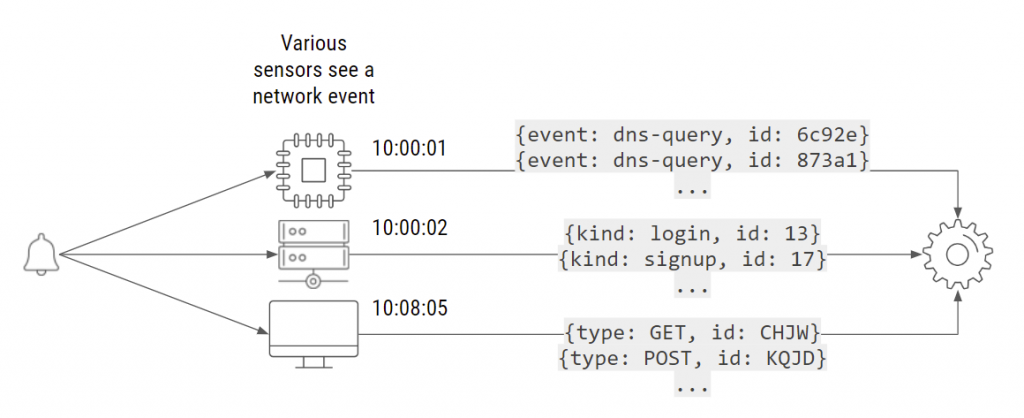 Various
sensors see a
network event
10:00:01
{event: dns-query, id: 6c92e}
{event: dns-query, id: 873a1}
...
10:00:02
{kind: login, id: 13}
{kind: signup, id: 17}
...
10:08:05
{type: GET, id: CHJW}
{type: POST, id: KQJD}
...